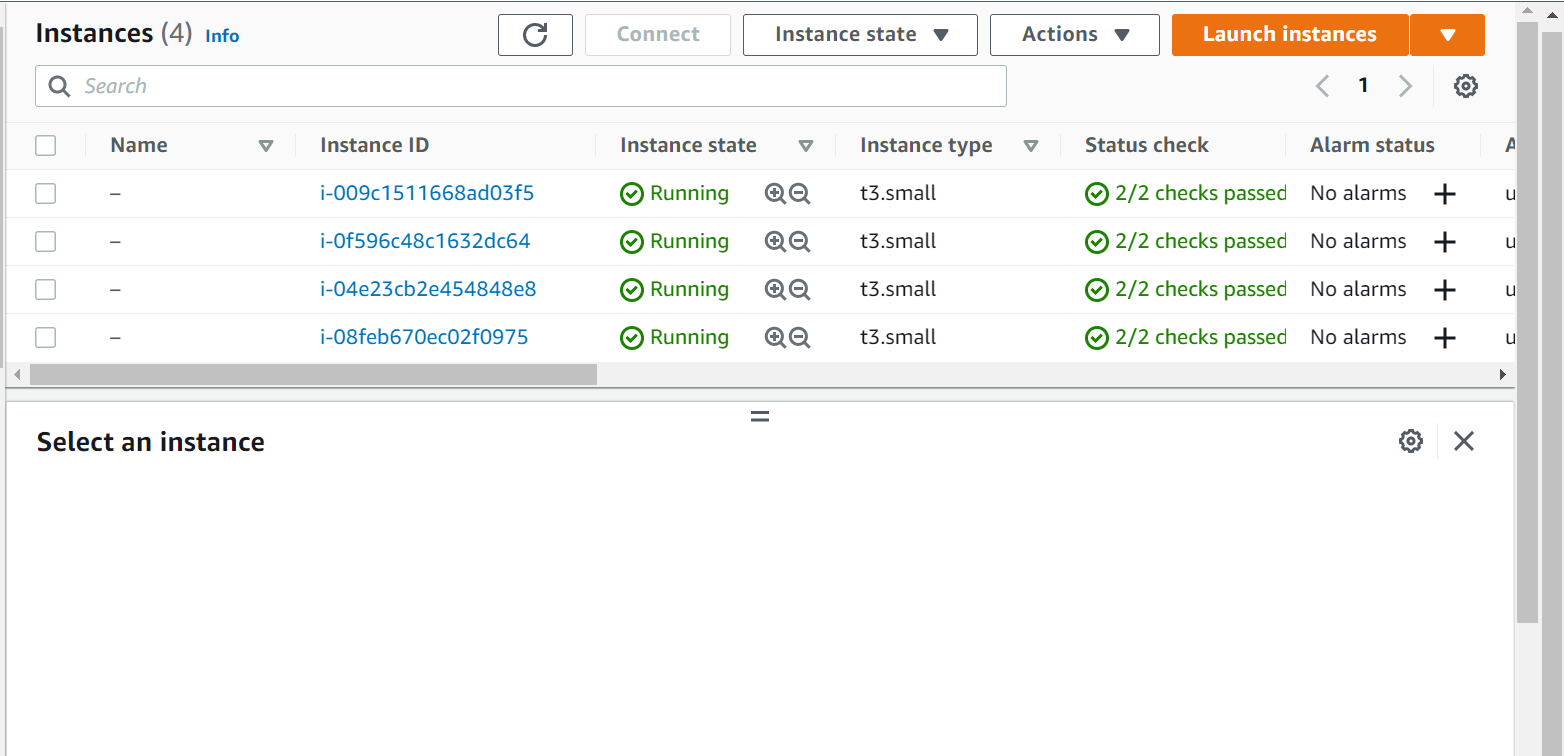 Instances (4) Info Connect Instance state Actions Launch instances
Search 1
Name Instance ID Instance state Instance type Status check Alarm status A
– i-009c1511668ad03f5 Running t3.small 2/2 checks passed No alarms u
– i-0f596c48c1632dc64 Running t3.small 2/2 checks passed No alarms u
– i-04e23cb2e454848e8 Running t3.small 2/2 checks passed No alarms u
– i-08feb670ec02f0975 Running t3.small 2/2 checks passed No alarms u
Select an instance